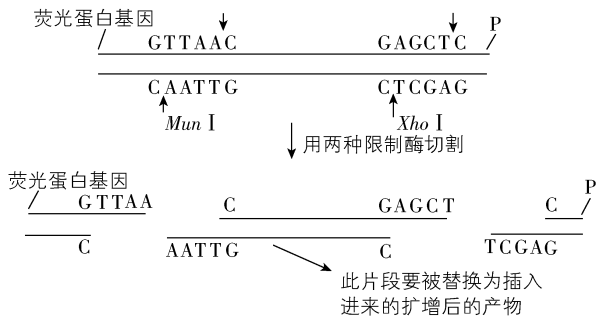 荧光蛋白基因
P
GTTAAC GAGCTC
CAATTG CTCGAG
Mun Ⅰ Xho Ⅰ
用两种限制酶切割
荧光蛋白基因
P
GTTAA C GAGCT C
C AATTG C TCGAG
此片段要被替换为插入
进来的扩增后的产物